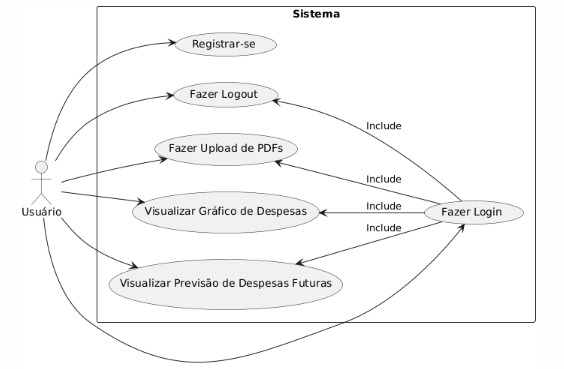 Sistema
Registrar-se
Fazer Logout
Include
Fazer Upload de PDFs
Include
Usuário
Visualizar Gráfico de Despesas
Include
Fazer Login
Include
Visualizar Previsão de Despesas Futuras